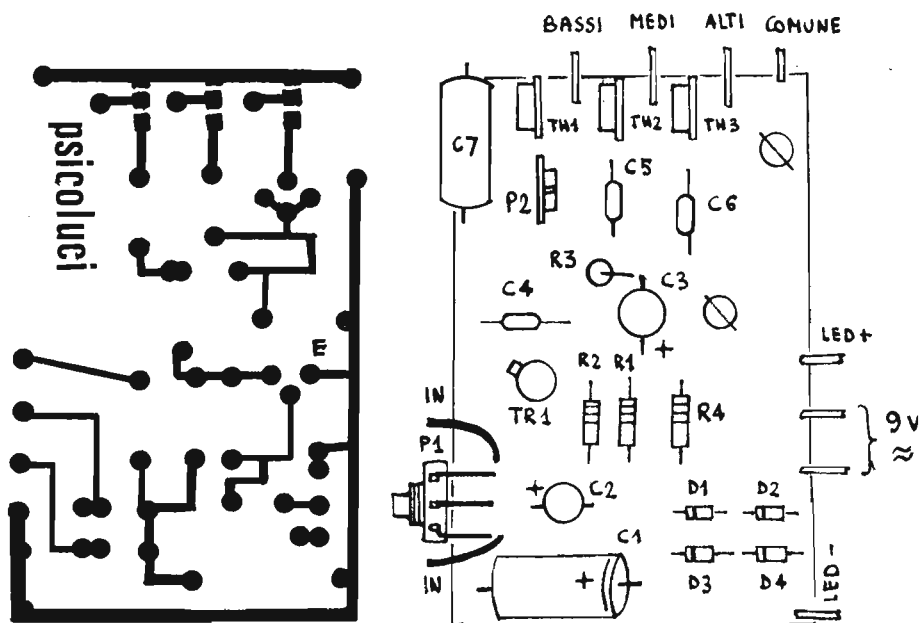 psicoluci
E
BASSI MEDI ALTI COMUNE
TH1 TH2 TH3
C7
C5
P2
C6
R3
C3
C4
+
LED+
R2 R1
IN
TR1
R4
9V
≈
P1
+
C2
D1 D2
C1
+
IN
D3 D4
LED-